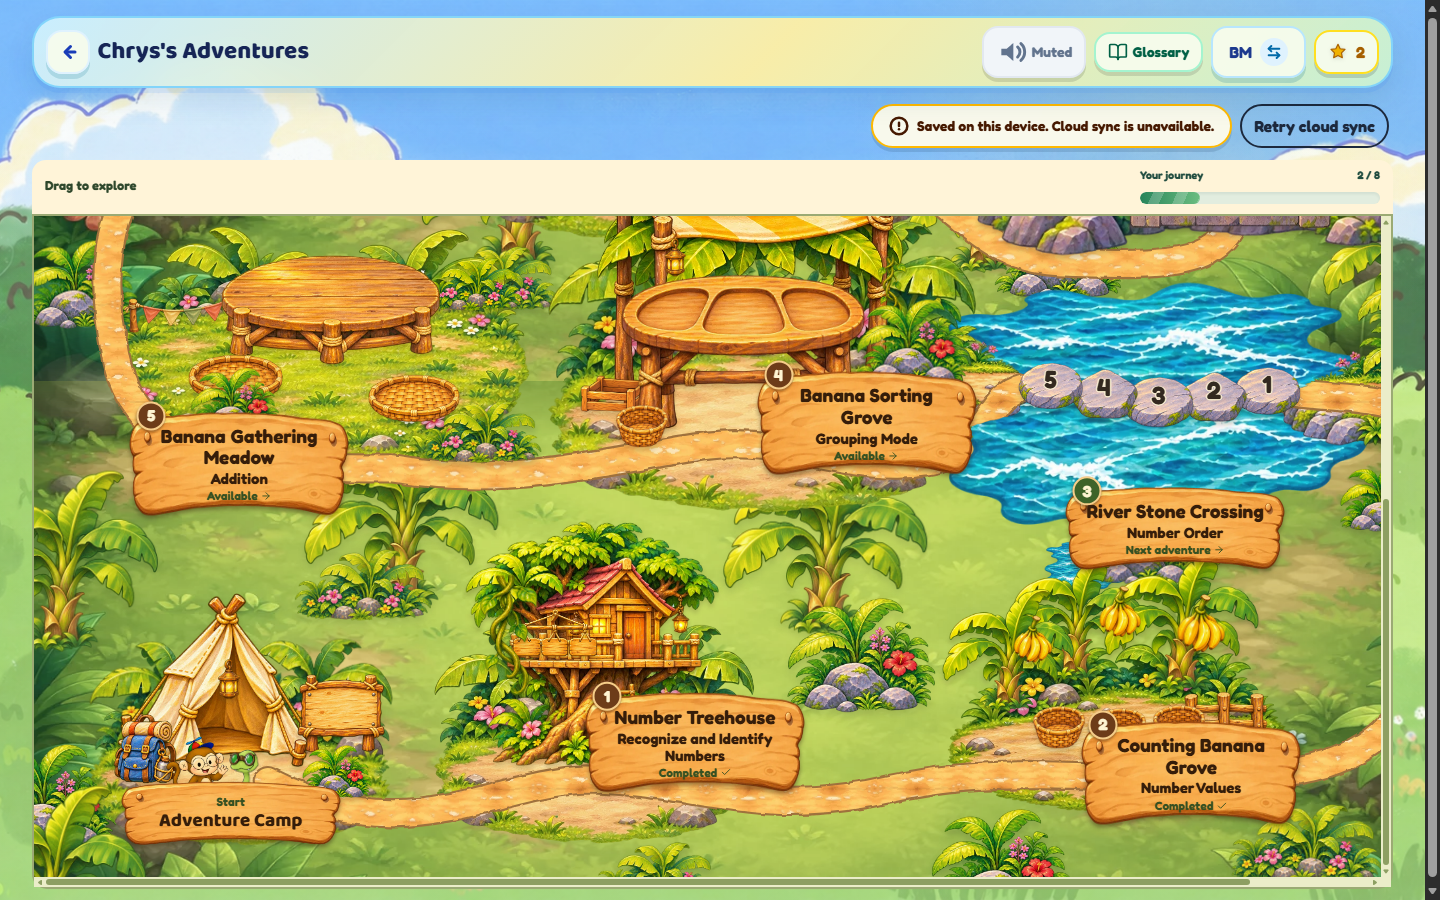 Chrys's Adventures
Muted
Glossary
BM
2
Saved on this device. Cloud sync is unavailable.
Retry cloud sync
Drag to explore
Your journey
2 / 8
5
Banana Gathering
Meadow
Addition
Available →
4
Banana Sorting
Grove
Grouping Mode
Available →
5
4
3
2
1
3
River Stone Crossing
Number Order
Next adventure →
Start
Adventure Camp
1
Number Treehouse
Recognize and Identify
Numbers
Completed ✓
2
Counting Banana
Grove
Number Values
Completed ✓